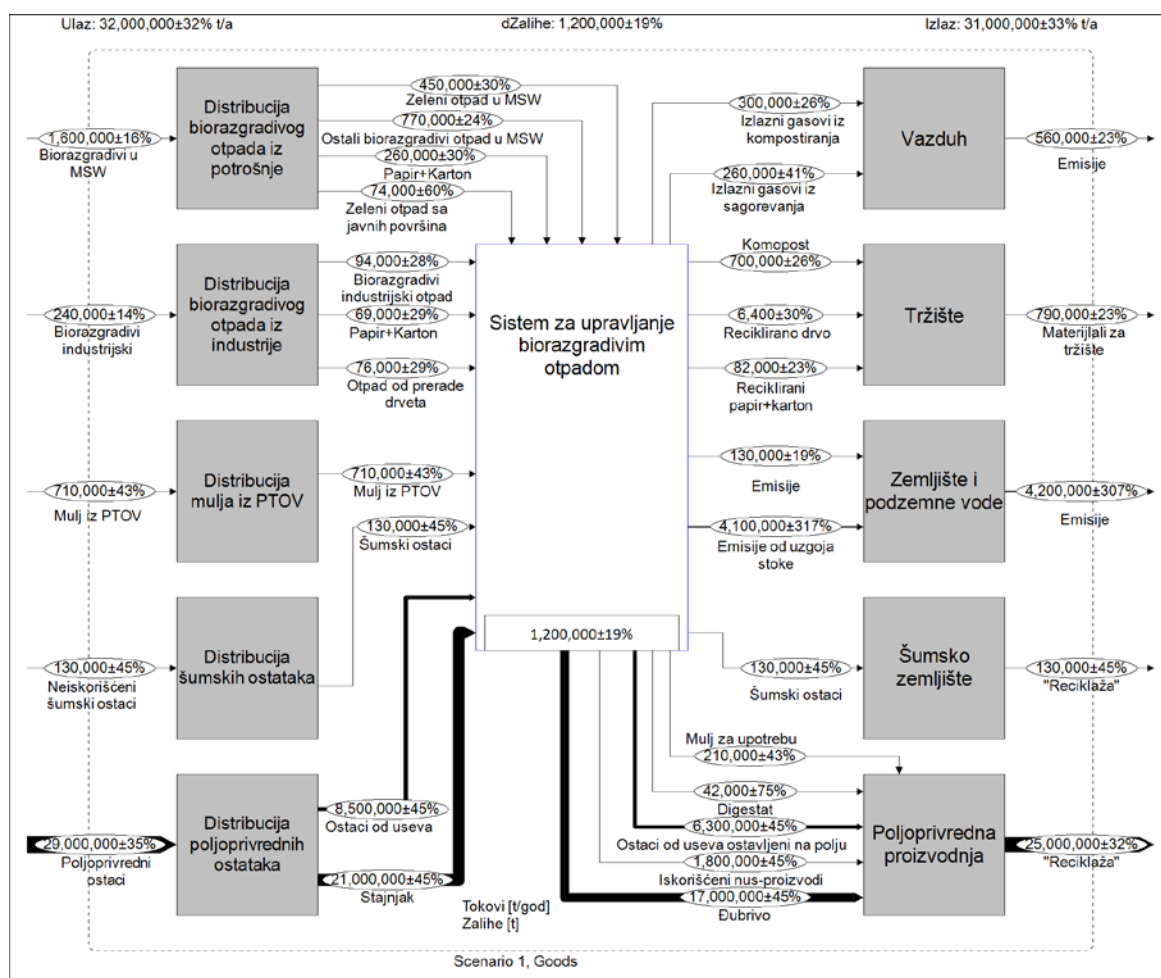 Ulaz: 32,000,000±32% t/a
dZalihe: 1,200,000±19%
Izlaz: 31,000,000±33% t/a
1,600,000±16%
Biorazgradivi u
MSW
Distribucija
biorazgradivog
otpada iz
potrošnje
450,000±30%
Zeleni otpad u MSW
770,000±24%
Ostali biorazgradivi otpad u MSW
260,000±30%
Papir+Karton
74,000±60%
Zeleni otpad sa
javnih površina
300,000±26%
Izlazni gasovi iz
kompostiranja
260,000±41%
Izlazni gasovi iz
sagorevanja
Vazduh
560,000±23%
Emisije
240,000±14%
Biorazgradivi
industrijski
Distribucija
biorazgradivog
otpada iz
industrije
94,000±28%
Biorazgradivi
industrijski otpad
69,000±29%
Papir+Karton
76,000±29%
Otpad od prerade
drveta
Sistem za upravljanje
biorazgradivim
otpadom
Komopost
700,000±26%
6,400±30%
Reciklirano drvo
82,000±23%
Reciklirani
papir+karton
Tržište
790,000±23%
Materijlali za
tržište
710,000±43%
Mulj iz PTOV
Distribucija
mulja iz PTOV
710,000±43%
Mulj iz PTOV
130,000±45%
Šumski ostaci
130,000±19%
Emisije
4,100,000±317%
Emisije od uzgoja
stoke
Zemljište i
podzemne vode
4,200,000±307%
Emisije
130,000±45%
Neiskorišćeni
šumski ostaci
Distribucija
šumskih ostataka
1,200,000±19%
130,000±45%
Šumski ostaci
Šumsko
zemljište
130,000±45%
"Reciklaža"
29,000,000±35%
Poljoprivredni
ostaci
Distribucija
poljoprivrednih
ostataka
8,500,000±45%
Ostaci od useva
21,000,000±45%
Stajnjak
Mulj za upotrebu
210,000±43%
42,000±75%
Digestat
6,300,000±45%
Ostaci od useva ostavljeni na polju
1,800,000±45%
Iskorišćeni nus-proizvodi
17,000,000±45%
Đubrivo
Poljoprivredna
proizvodnja
25,000,000±32%
"Reciklaža"
Tokovi [t/god]
Zalihe [t]
Scenario 1, Goods